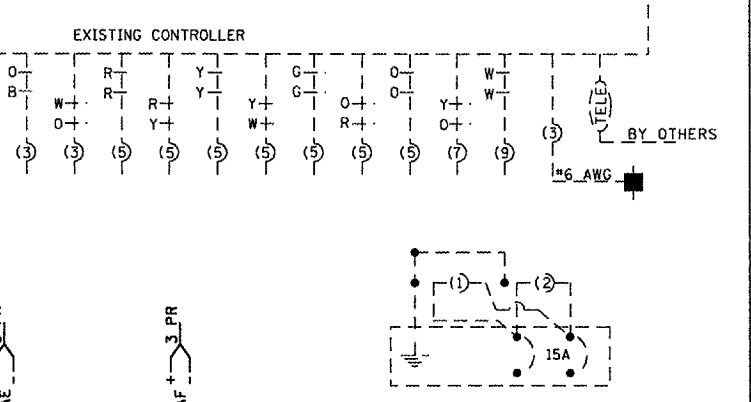 EXISTING CONTROLLER
O R Y G O W
B W R R Y Y G O O Y W
O Y W R O
(3) (3) (5) (5) (5) (5) (5) (5) (5) (7) (9) (3)
TELE
BY OTHERS
#6 AWG
(1) (2)
15A
3 PR
+
-